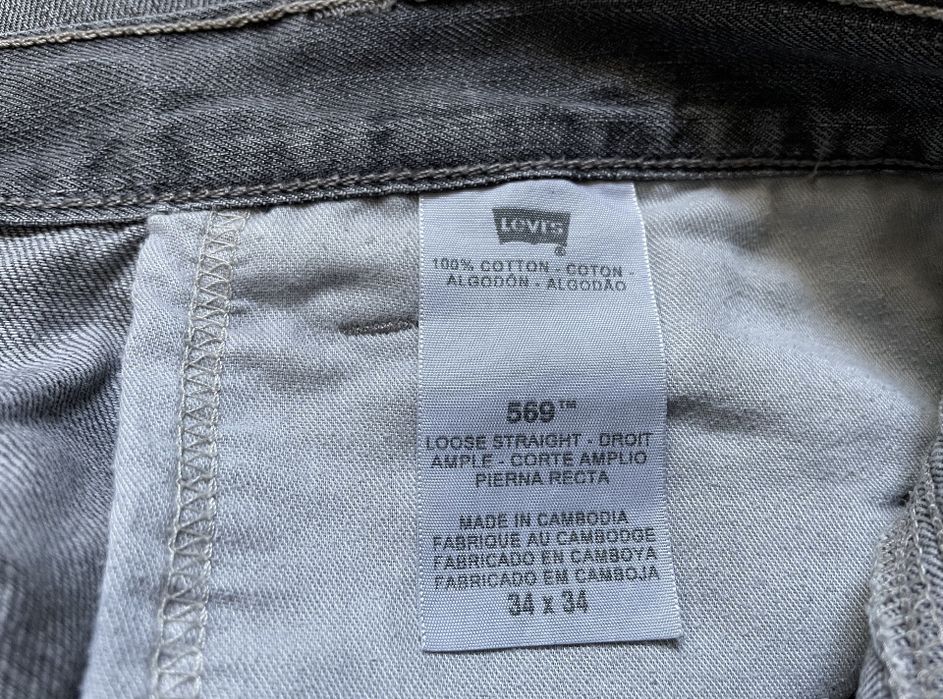 Levi's
®
100% COTTON - COTON -
ALGODÓN - ALGODÃO
569™
LOOSE STRAIGHT - DROIT
AMPLE - CORTE AMPLIO
PIERNA RECTA
MADE IN CAMBODIA
FABRIQUE AU CAMBODGE
FABRICADO EN CAMBOYA
FABRICADO EM CAMBOJA
34 x 34